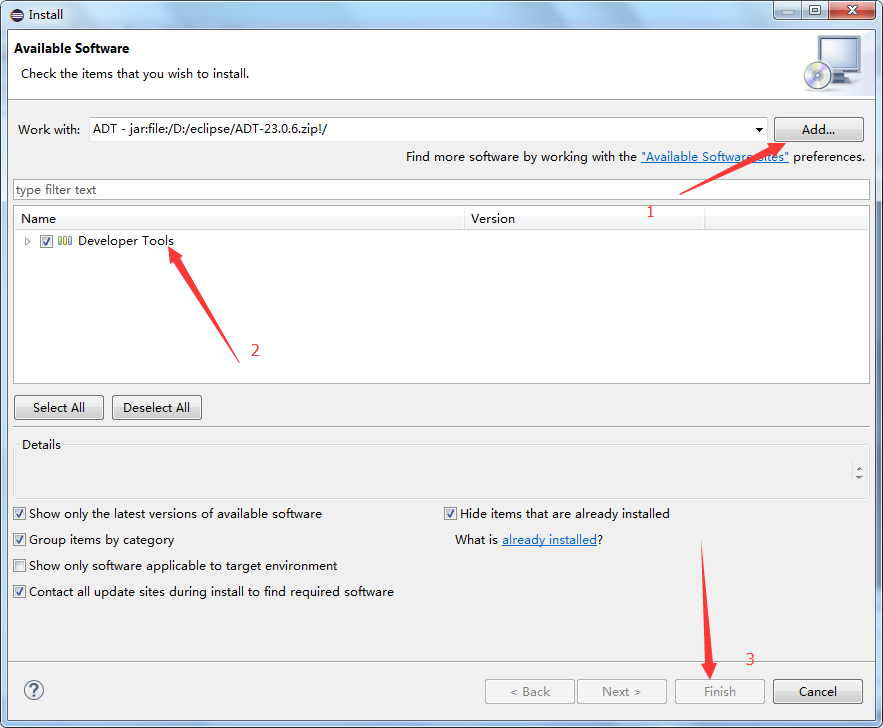 Install
Available Software
Check the items that you wish to install.
Work with: ADT - jar:file:/D:/eclipse/ADT-23.0.6.zip!/ Add...
Find more software by working with the "Available Software Sites" preferences.
1
type filter text
Name Version
Developer Tools
2
Select All Deselect All
Details
Show only the latest versions of available software Hide items that are already installed
Group items by category What is already installed?
Show only software applicable to target environment
Contact all update sites during install to find required software
3
? < Back Next > Finish Cancel